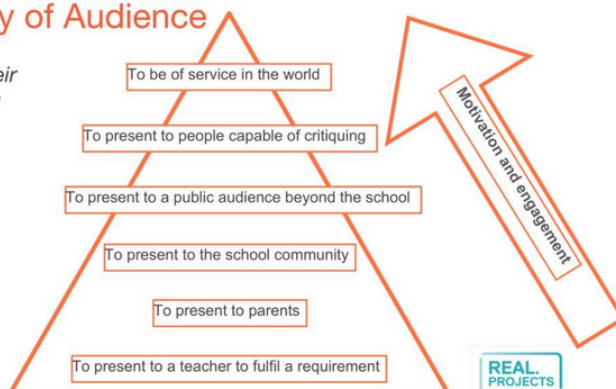 y of Audience
eir
To be of service in the world
To present to people capable of critiquing
To present to a public audience beyond the school
To present to the school community
To present to parents
To present to a teacher to fulfil a requirement
Motivation and engagement
REAL.
PROJECTS